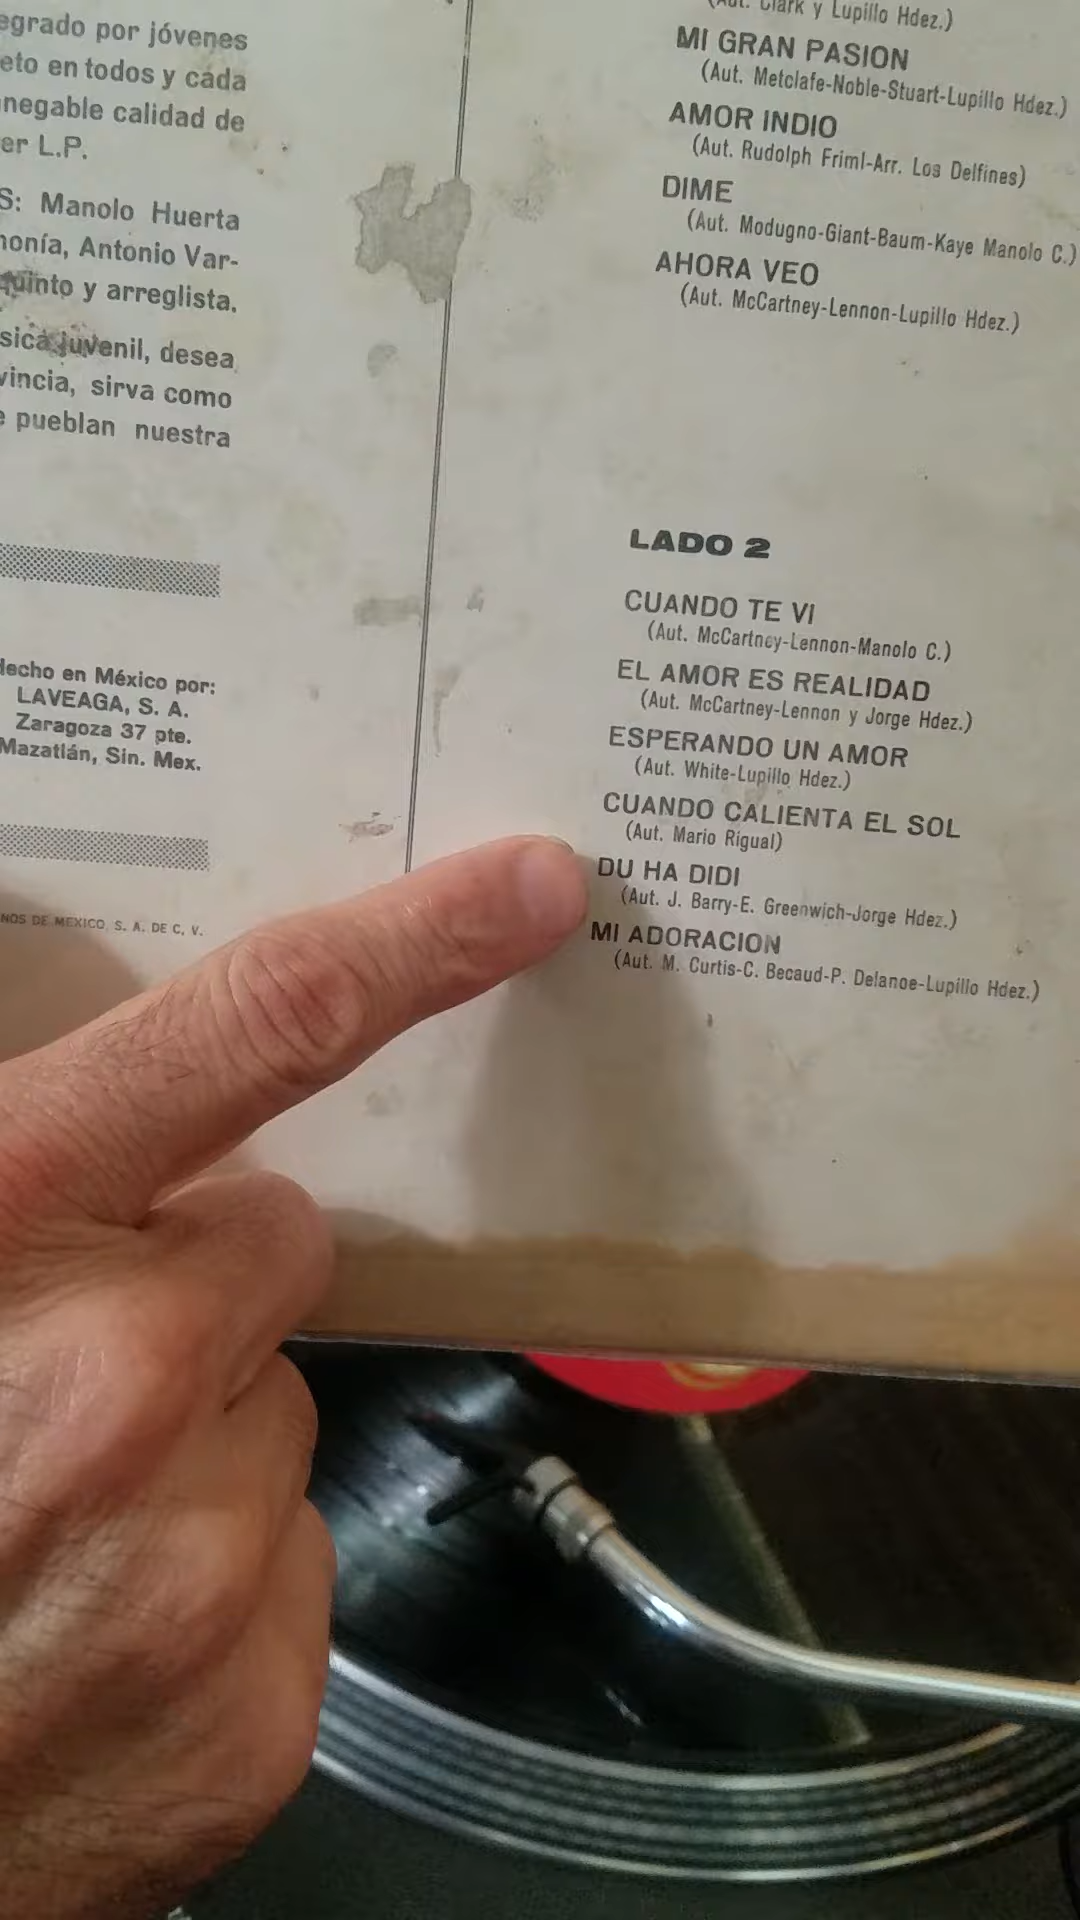 egrado por jóvenes
eto en todos y cada
negable calidad de
er L.P.
S: Manolo Huerta
onía, Antonio Var-
quinto y arreglista.
sica juvenil, desea
vincia, sirva como
e pueblan nuestra
Hecho en México por:
LAVEAGA, S. A.
Zaragoza 37 pte.
Mazatlán, Sin. Mex.
NOS DE MEXICO, S. A. DE C. V.
(Aut. Clark y Lupillo Hdez.)
MI GRAN PASION
(Aut. Metclafe-Noble-Stuart-Lupillo Hdez.)
AMOR INDIO
(Aut. Rudolph Friml-Arr. Los Delfines)
DIME
(Aut. Modugno-Giant-Baum-Kaye Manolo C.)
AHORA VEO
(Aut. McCartney-Lennon-Lupillo Hdez.)
LADO 2
CUANDO TE VI
(Aut. McCartney-Lennon-Manolo C.)
EL AMOR ES REALIDAD
(Aut. McCartney-Lennon y Jorge Hdez.)
ESPERANDO UN AMOR
(Aut. White-Lupillo Hdez.)
CUANDO CALIENTA EL SOL
(Aut. Mario Rigual)
DU HA DIDI
(Aut. J. Barry-E. Greenwich-Jorge Hdez.)
MI ADORACION
(Aut. M. Curtis-C. Becaud-P. Delanoe-Lupillo Hdez.)